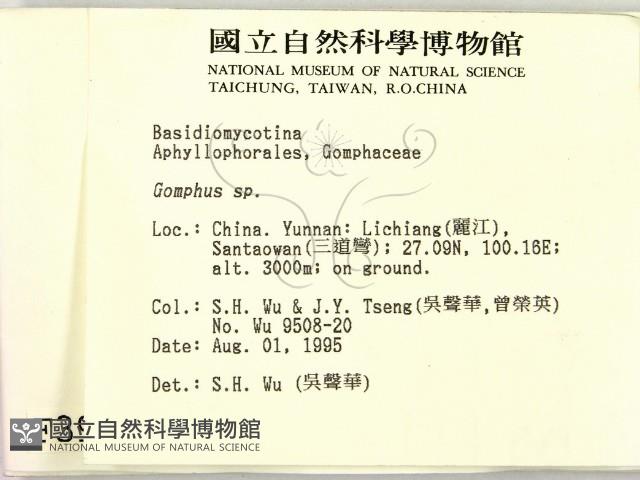 國立自然科學博物館
NATIONAL MUSEUM OF NATURAL SCIENCE
TAICHUNG, TAIWAN, R.O.CHINA
Basidiomycotina
Aphyllophorales, Gomphaceae
Gomphus sp.
Loc.: China. Yunnan: Lichiang(麗江),
Santaowan(三道彎); 27.09N, 100.16E;
alt. 3000m; on ground.
Col.: S.H. Wu & J.Y. Tseng(吳聲華,曾榮英)
No. Wu 9508-20
Date: Aug. 01, 1995
Det.: S.H. Wu (吳聲華)
國立自然科學博物館
NATIONAL MUSEUM OF NATURAL SCIENCE